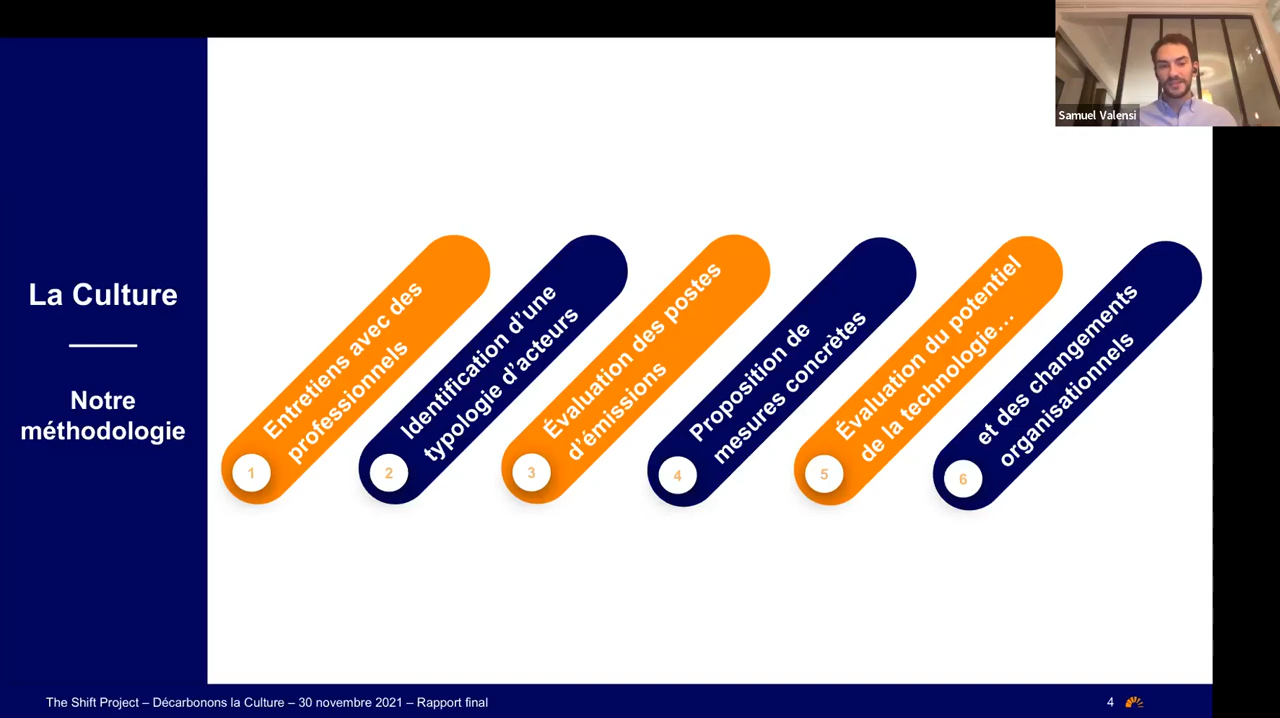 Samuel Valensi
La Culture
Notre
méthodologie
Entretiens avec des
professionnels
1
Identification d'une
typologie d'acteurs
2
Évaluation des postes
d'émissions
3
Proposition de
mesures concrètes
4
Évaluation du potentiel
de la technologie…
5
et des changements
organisationnels
6
The Shift Project – Décarbonons la Culture – 30 novembre 2021 – Rapport final
4